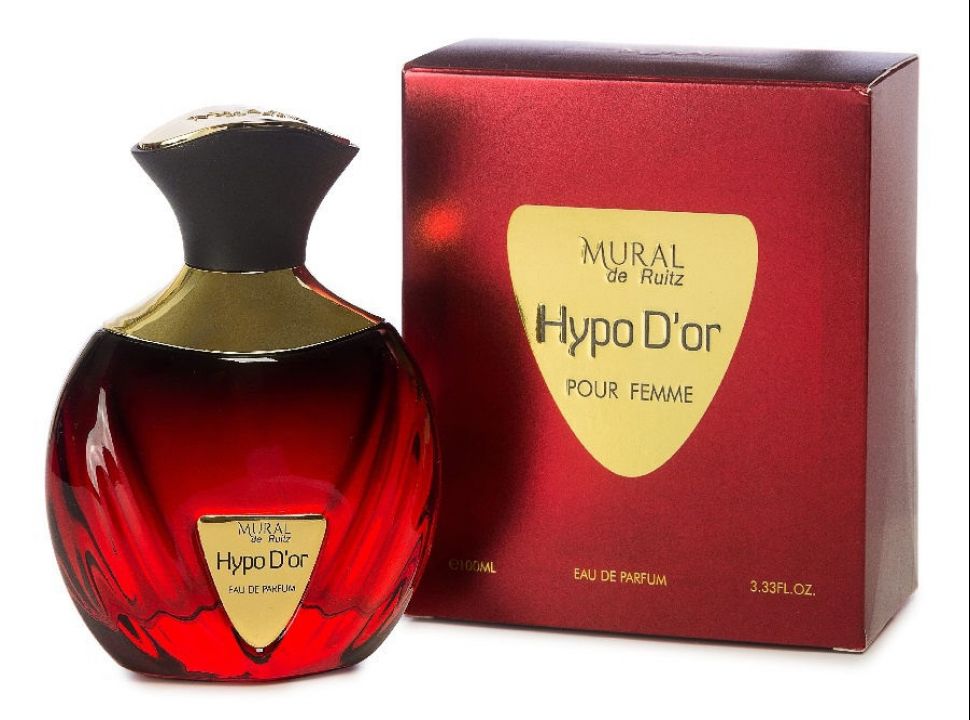 MURAL
de Ruitz
Hypo D'or
POUR FEMME
℮100ML
EAU DE PARFUM
3.33FL.OZ.
MURAL
de Ruitz
Hypo D'or
EAU DE PARFUM